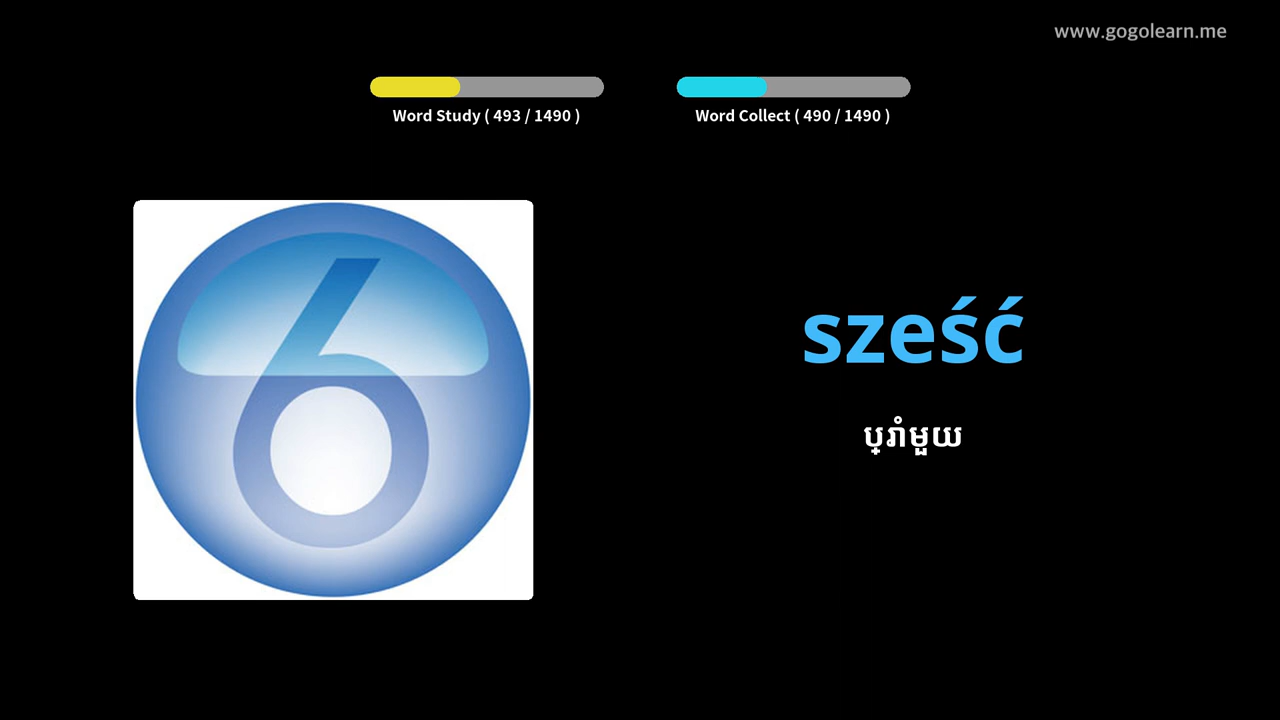 www.gogolearn.me
Word Study ( 493 / 1490 )
Word Collect ( 490 / 1490 )
6
sześć
ប្រាំមួយ